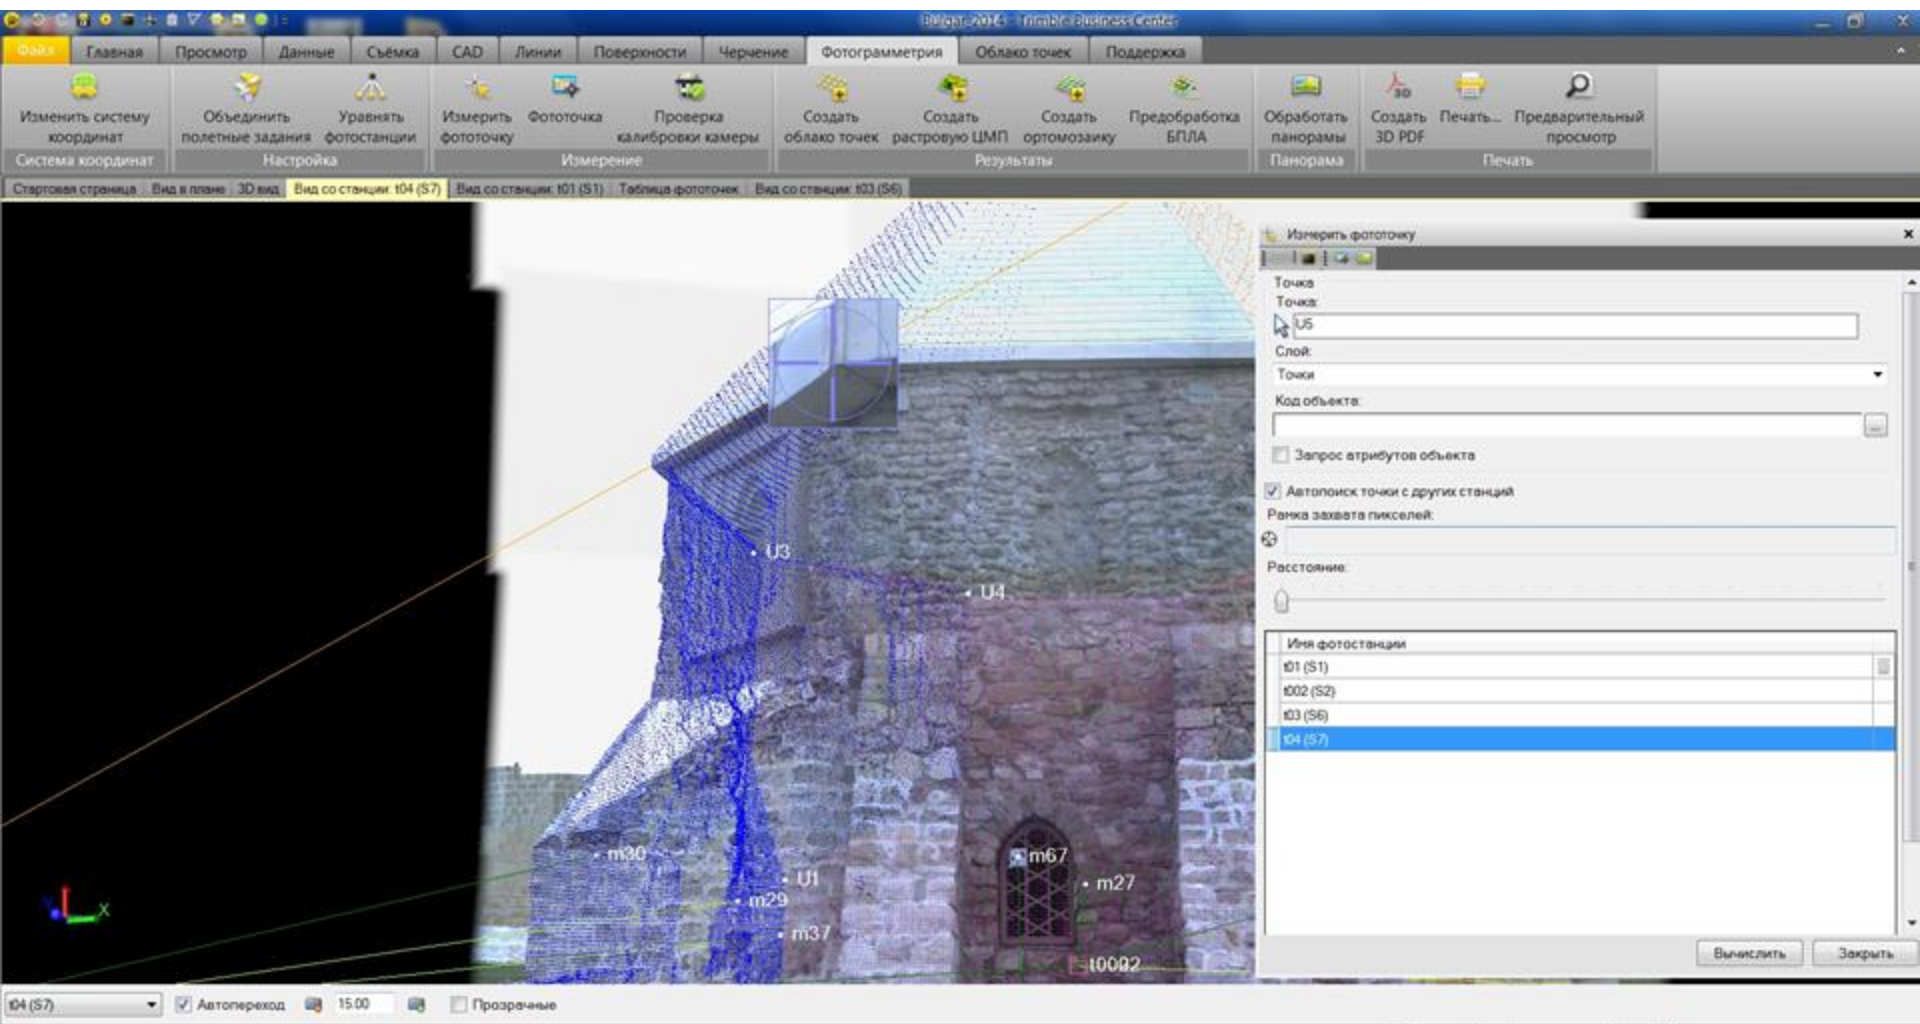 Bulgar-2014 - Trimble Business Center
Файл Главная Просмотр Данные Съёмка CAD Линии Поверхности Черчение Фотограмметрия Облако точек Поддержка
Изменить систему координат
Объединить полетные задания
Уравнять фотостанции
Измерить фототочку
Фототочка
Проверка калибровки камеры
Создать облако точек
Создать растровую ЦМП
Создать ортомозаику
Предобработка БПЛА
Обработать панорамы
Создать 3D PDF
Печать...
Предварительный просмотр
Система координат Настройка Измерение Результаты Панорама Печать
Стартовая страница Вид в плане 3D вид Вид со станции: t04 (S7) Вид со станции: t01 (S1) Таблица фототочек Вид со станции: t03 (S6)
Измерить фототочку
Точка
Точка:
U5
Слой:
Точки
Код объекта:
...
Запрос атрибутов объекта
Автопоиск точки с других станций
Рамка захвата пикселей:
Расстояние:
Имя фотостанции
t01 (S1)
t002 (S2)
t03 (S6)
t04 (S7)
Вычислить Закрыть
U3
U4
m30
m67
U1
m27
m29
m37
X
t04 (S7) Автопереход 15.00 Прозрачные